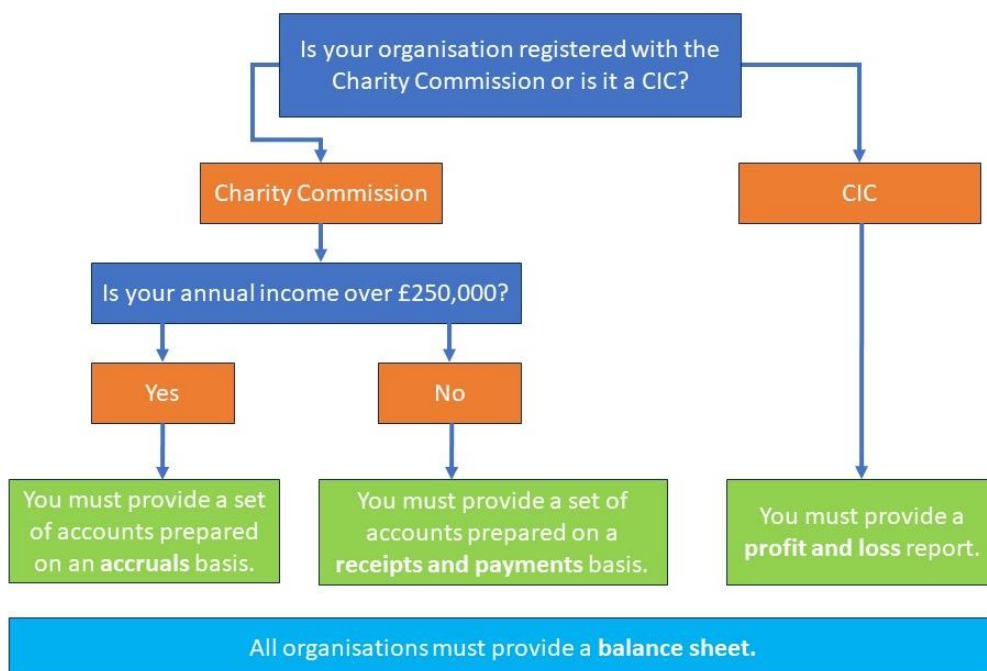 Is your organisation registered with the
Charity Commission or is it a CIC?
Charity Commission
CIC
Is your annual income over £250,000?
Yes
No
You must provide a set
of accounts prepared
on an accruals basis.
You must provide a set of
accounts prepared on a
receipts and payments basis.
You must provide a
profit and loss report.
All organisations must provide a balance sheet.